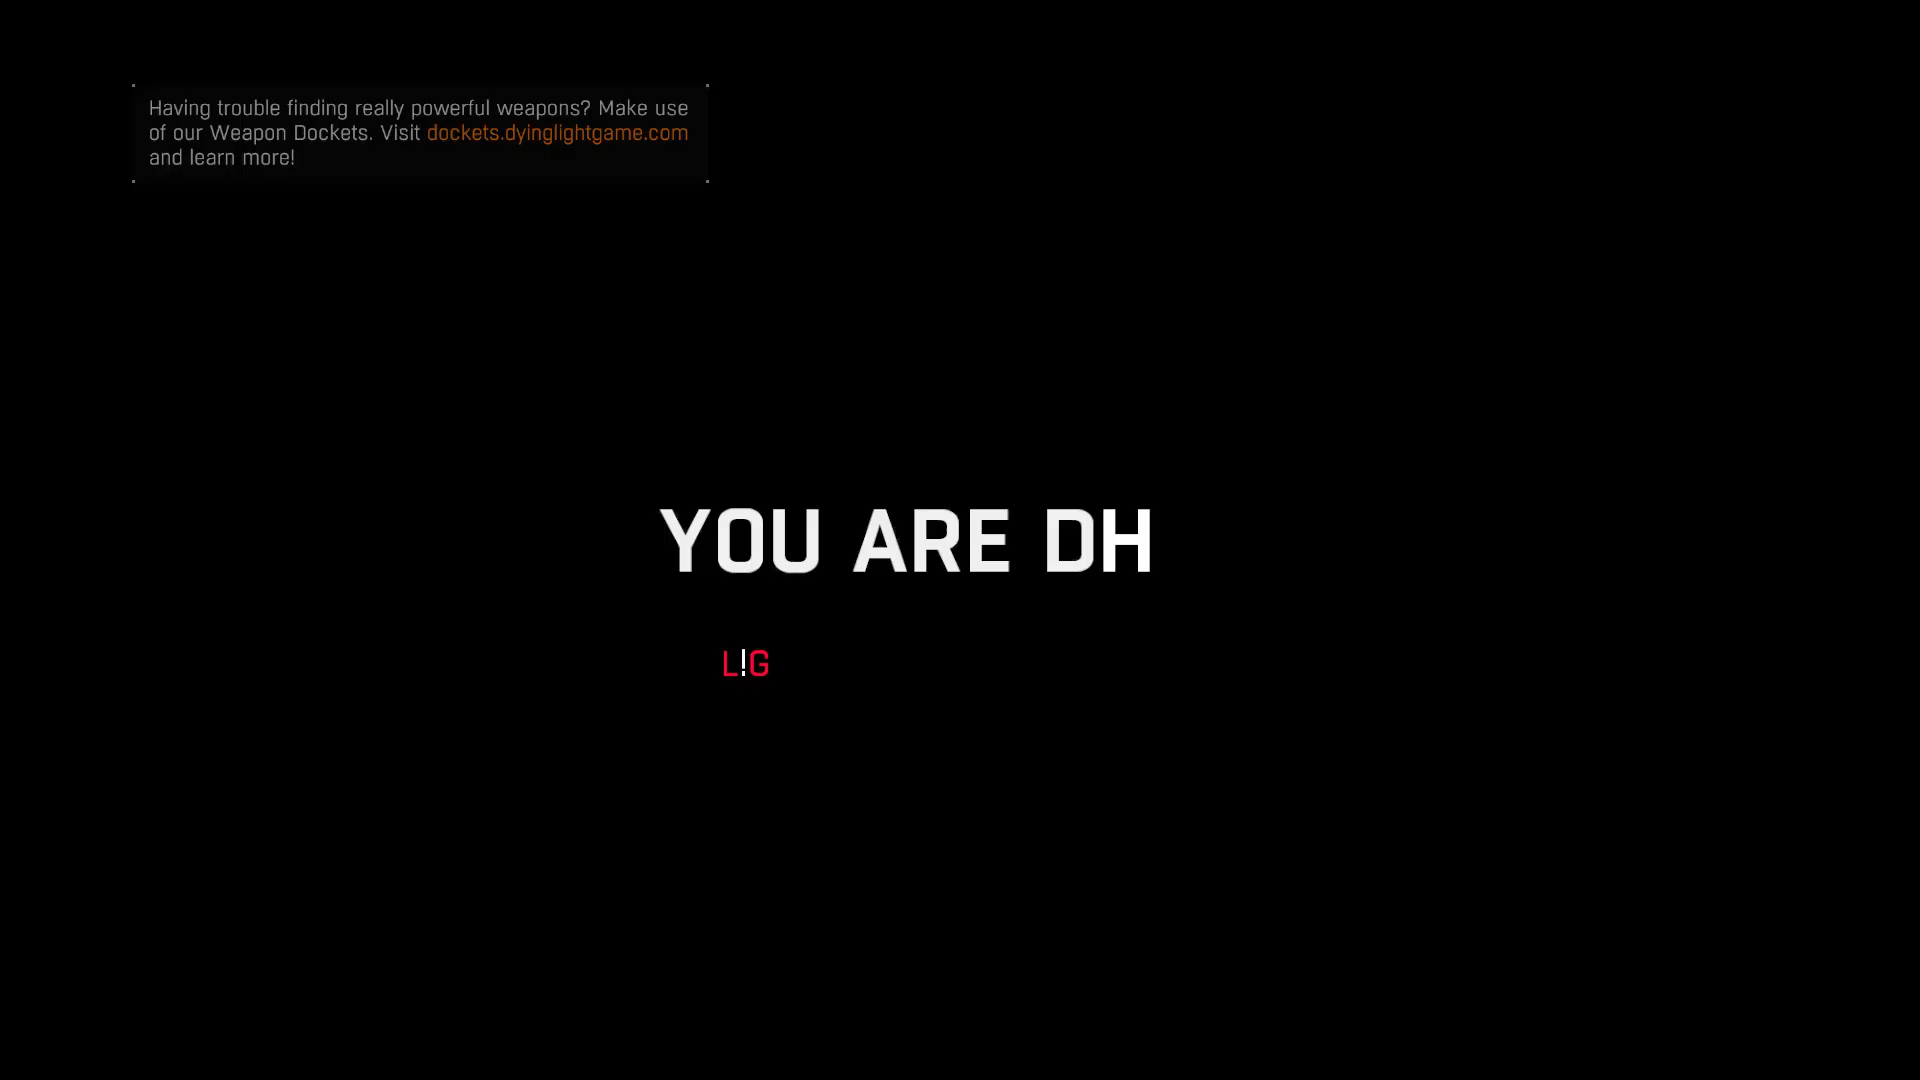 Having trouble finding really powerful weapons? Make use
of our Weapon Dockets. Visit dockets.dyinglightgame.com
and learn more!
YOU ARE DH
L!G